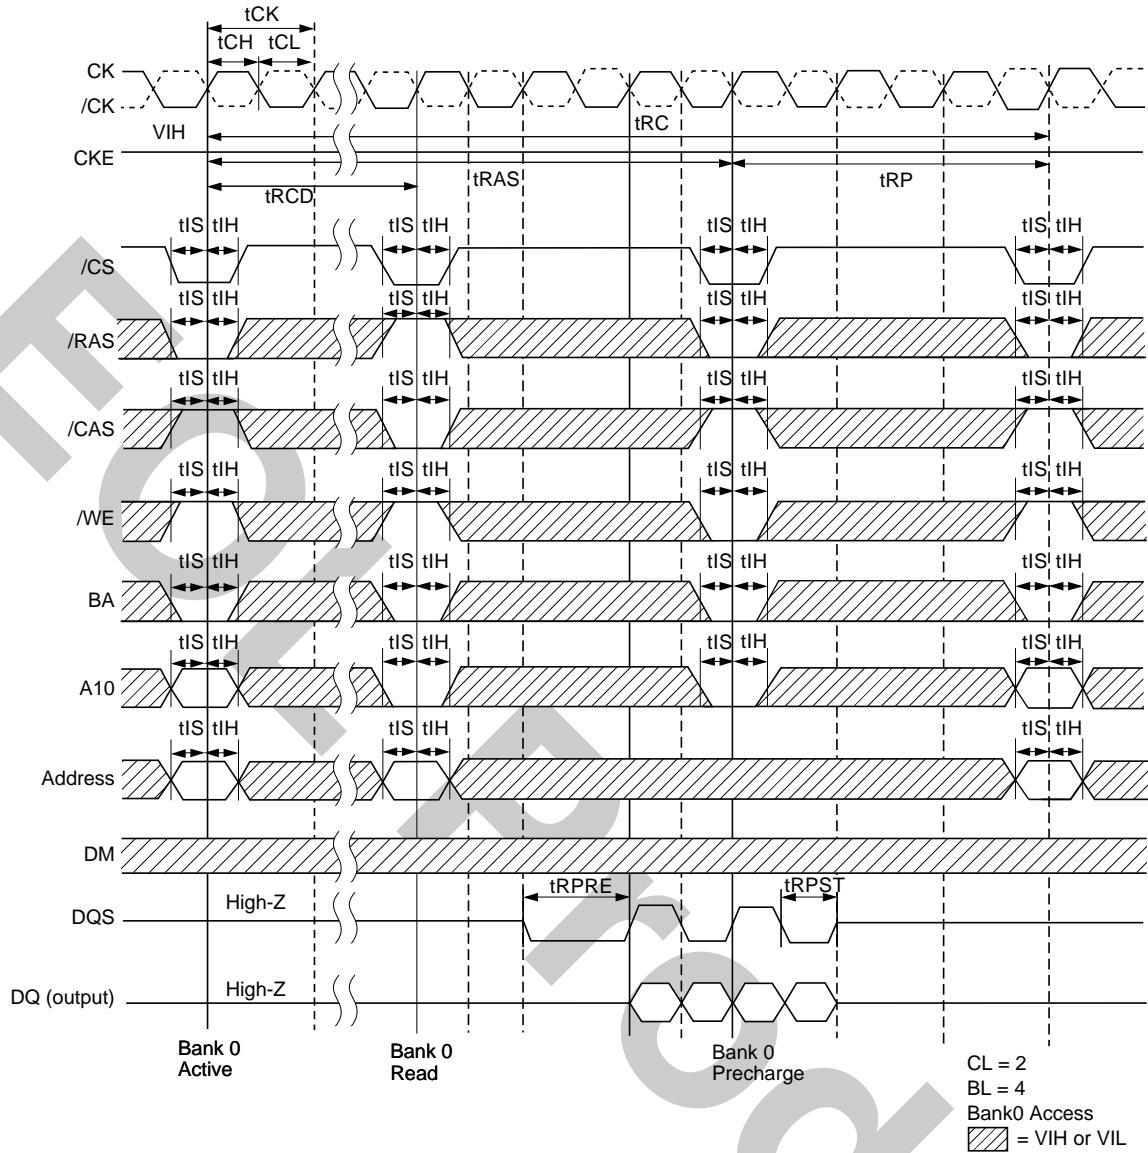 tCK
tCH tCL
CK
/CK
VIH
tRC
CKE
tRAS
tRP
tRCD
tIS tIH tIS tIH tIS tIH tIS tIH
/CS
tIS tIH tIS tIH tIS tIH tIS tIH
/RAS
tIS tIH tIS tIH tIS tIH tIS tIH
/CAS
tIS tIH tIS tIH tIS tIH tIS tIH
/WE
tIS tIH tIS tIH tIS tIH tIS tIH
BA
tIS tIH tIS tIH tIS tIH tIS tIH
A10
tIS tIH tIS tIH tIS tIH
Address
DM
tRPRE tRPST
High-Z
DQS
High-Z
DQ (output)
Bank 0
Active
Bank 0
Read
Bank 0
Precharge
CL = 2
BL = 4
Bank0 Access
= VIH or VIL
EOL Prod